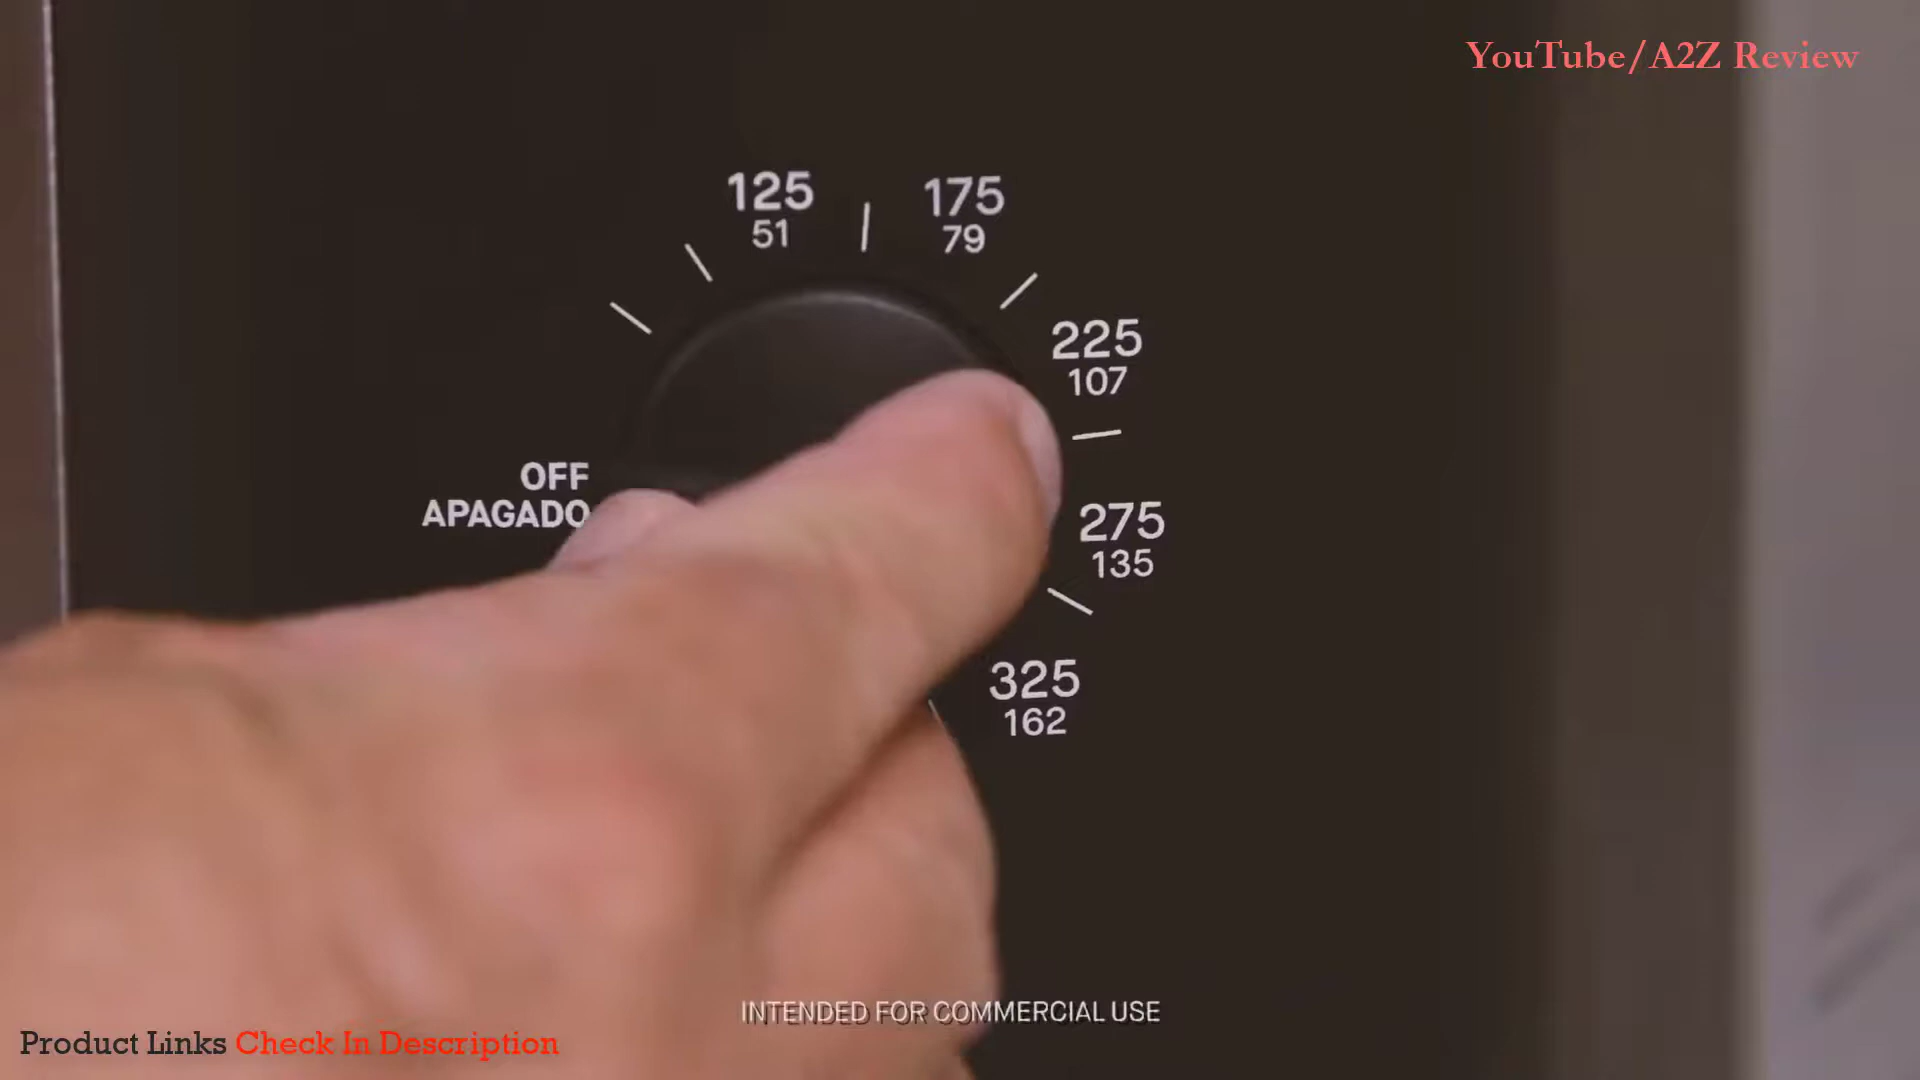 YouTube/A2Z Review
125
51
175
79
225
107
OFF
APAGADO
275
135
325
162
INTENDED FOR COMMERCIAL USE
Product Links Check In Description